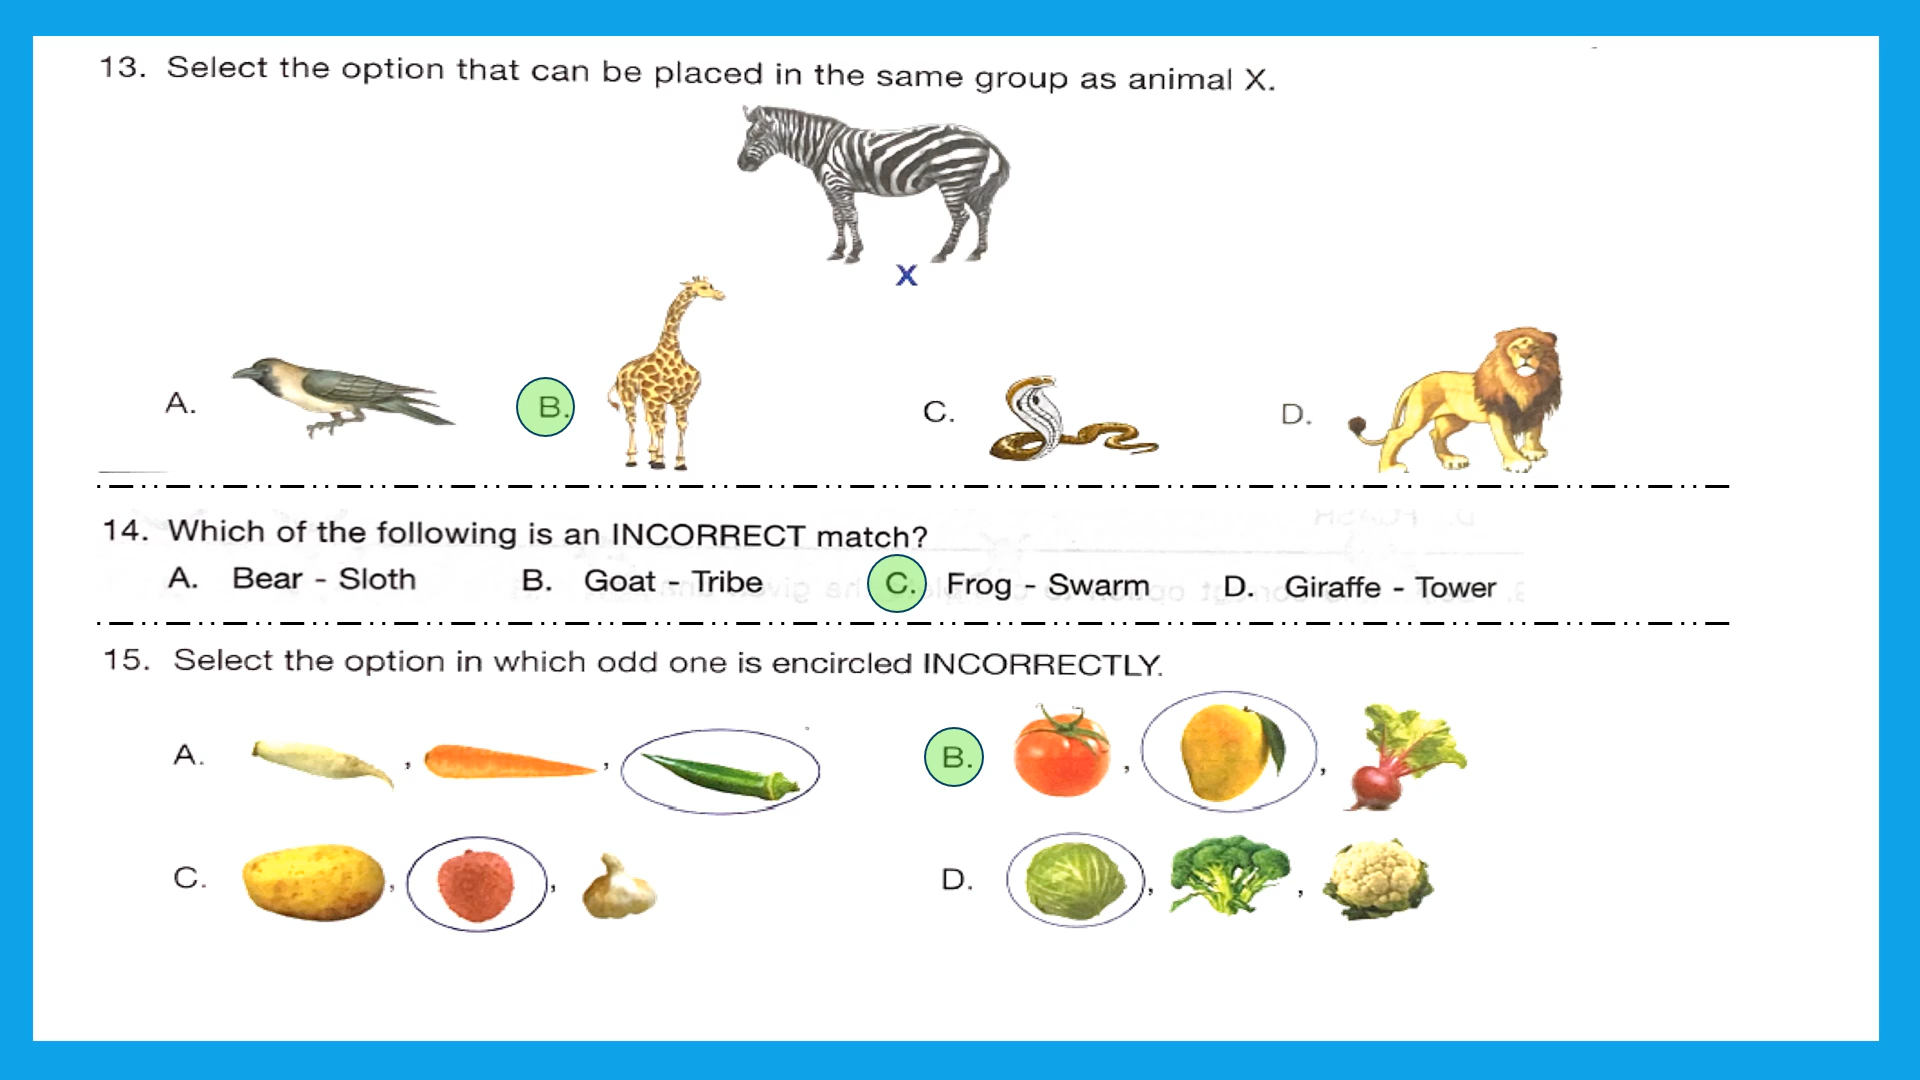 13. Select the option that can be placed in the same group as animal X.
X
A. B. C. D.
14. Which of the following is an INCORRECT match?
A. Bear - Sloth B. Goat - Tribe C. Frog - Swarm D. Giraffe - Tower
15. Select the option in which odd one is encircled INCORRECTLY.
A. , , B. , ,
C. , , D. , ,